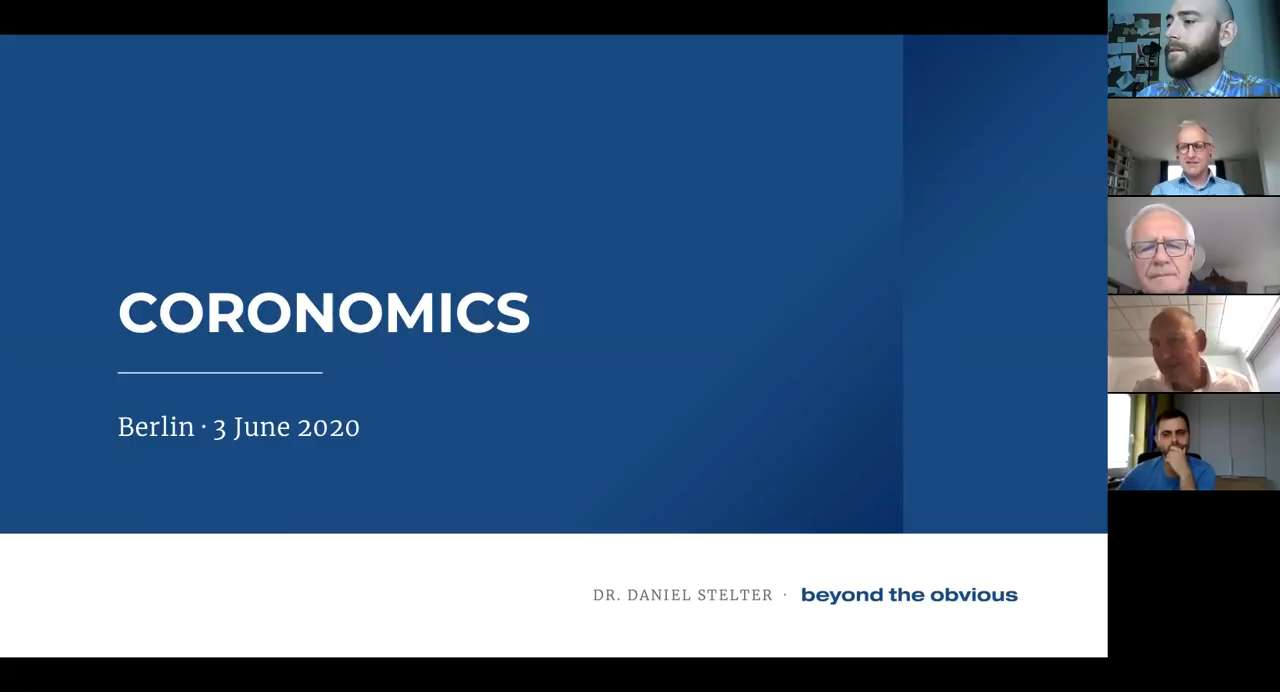 CORONOMICS
Berlin · 3 June 2020
DR. DANIEL STELTER · beyond the obvious